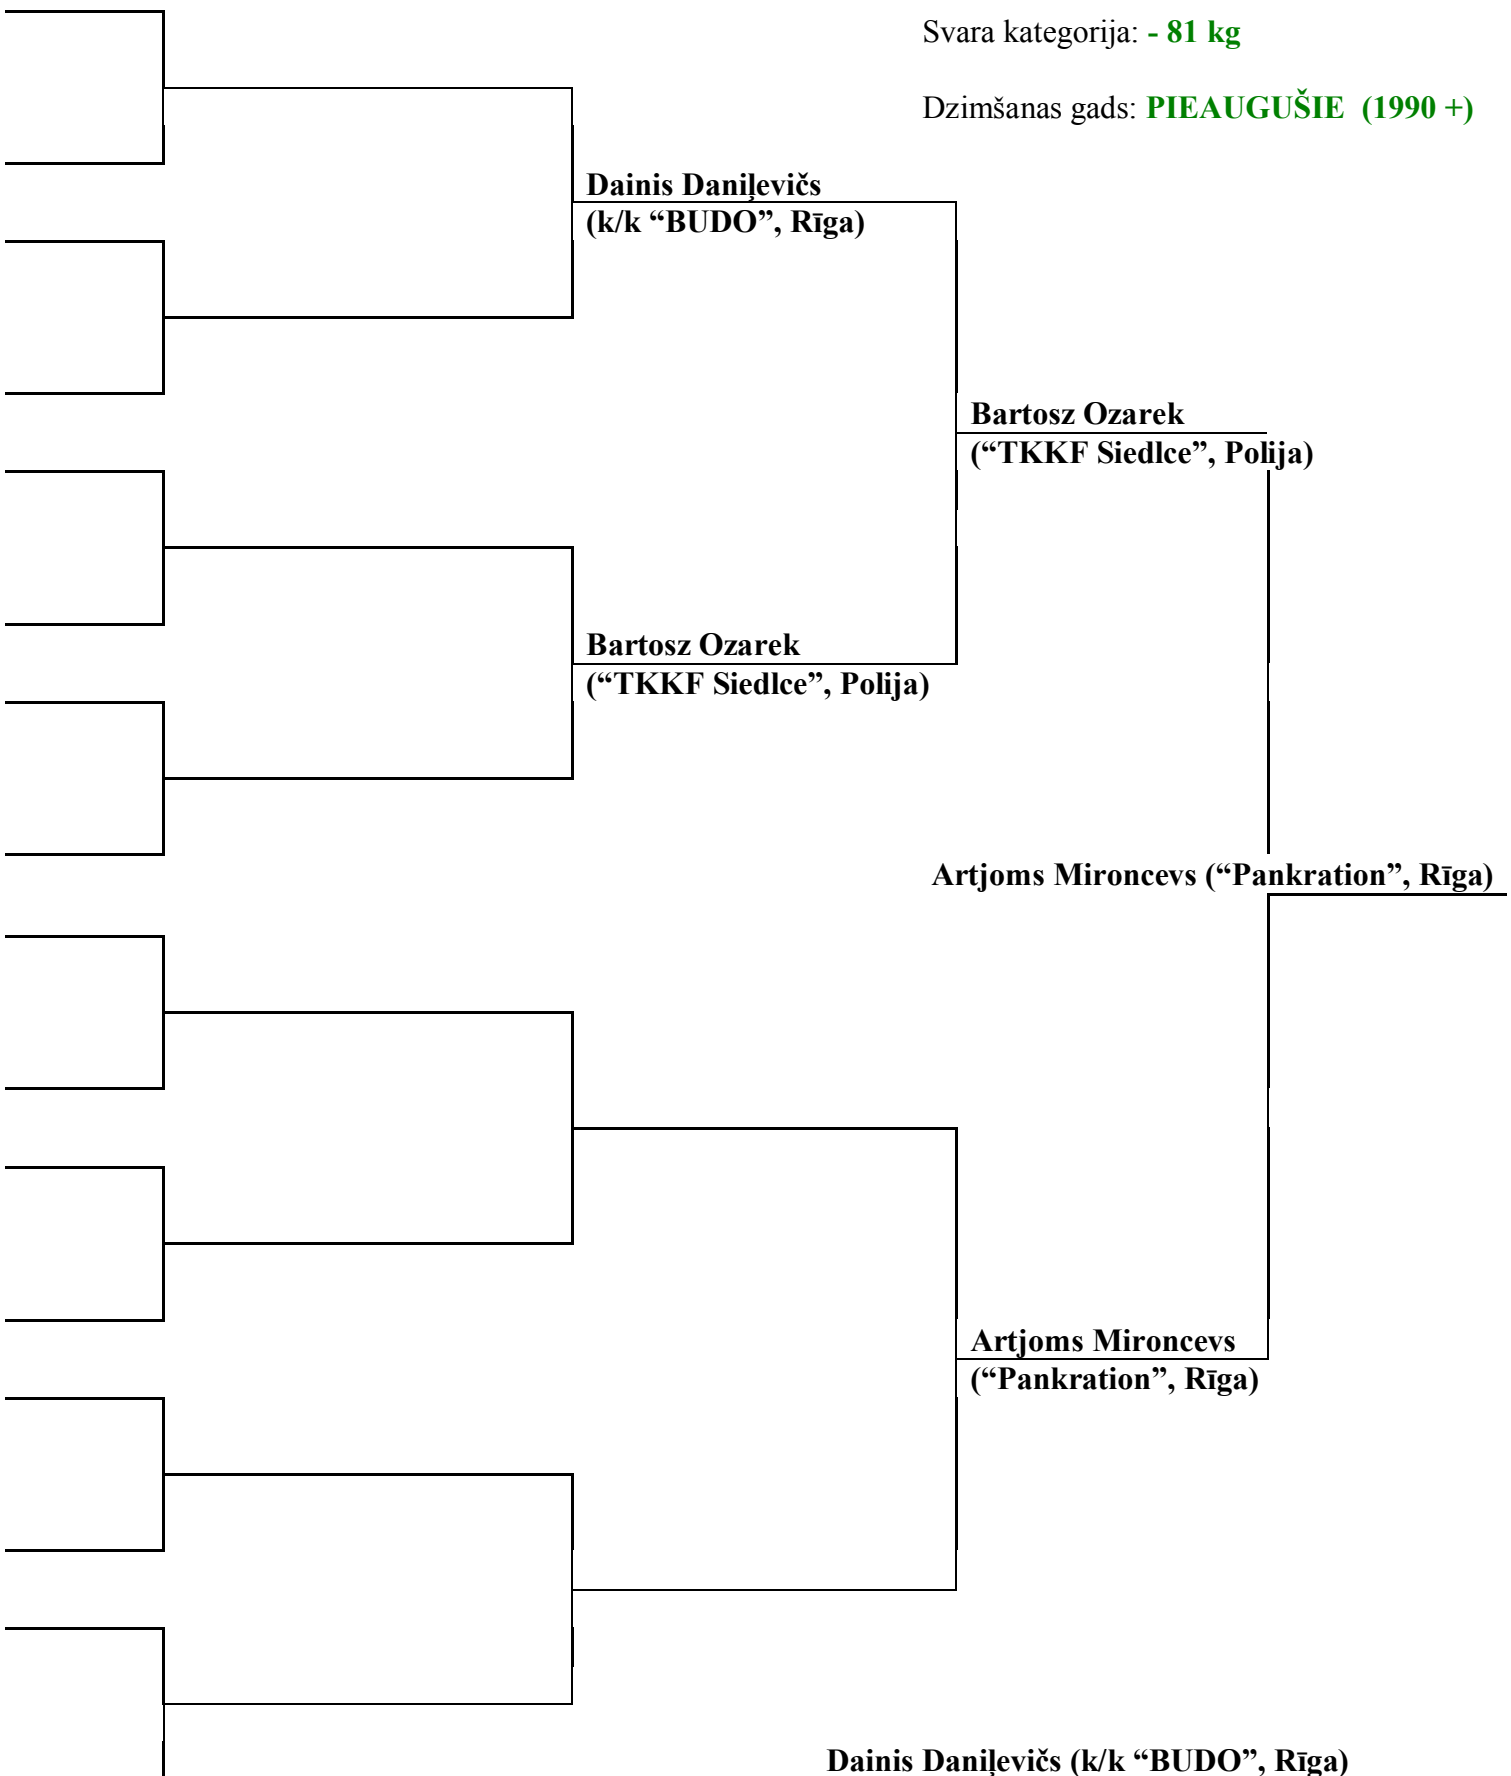 Svara kategorija: - 81 kg
Dzimšanas gads: PIEAUGUŠIE (1990 +)
Dainis Daniļevičs
(k/k “BUDO”, Rīga)
Bartosz Ozarek
(“TKKF Siedlce”, Polija)
Bartosz Ozarek
(“TKKF Siedlce”, Polija)
Artjoms Mironcevs (“Pankration”, Rīga)
Artjoms Mironcevs
(“Pankration”, Rīga)
Dainis Daniļevičs (k/k “BUDO”, Rīga)